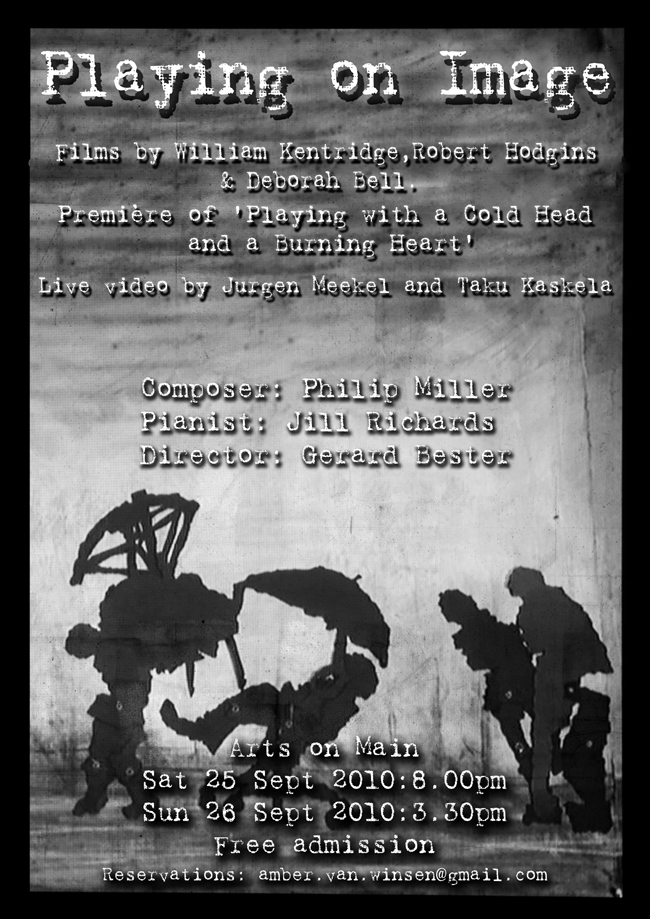 Playing on Image
Films by William Kentridge,Robert Hodgins
& Deborah Bell.
Première of 'Playing with a Cold Head
and a Burning Heart'
Live video by Jurgen Meekel and Taku Kaskela
Composer: Philip Miller
Pianist: Jill Richards
Director: Gerard Bester
Arts on Main
Sat 25 Sept 2010:8.00pm
Sun 26 Sept 2010:3.30pm
Free admission
Reservations: amber.van.winsen@gmail.com